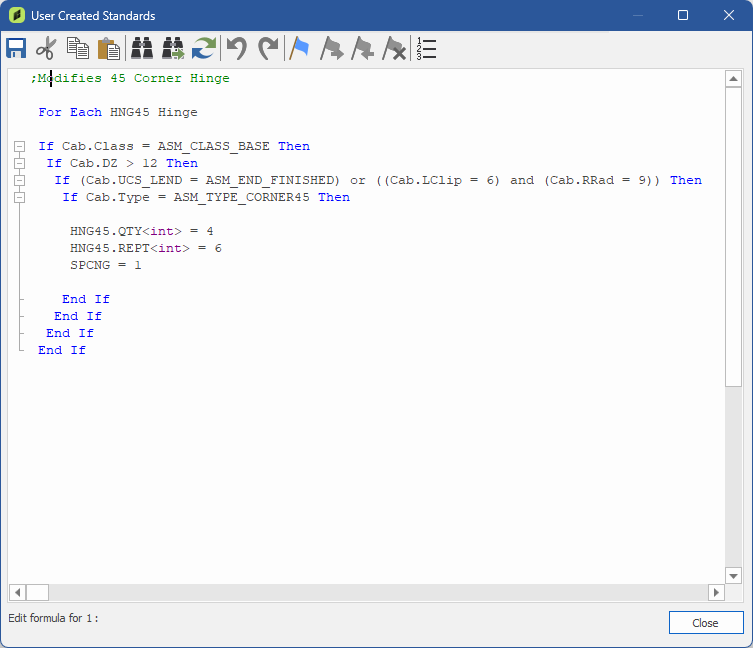 User Created Standards
;Modifies 45 Corner Hinge
For Each HNG45 Hinge
If Cab.Class = ASM_CLASS_BASE Then
If Cab.DZ > 12 Then
If (Cab.UCS_LEND = ASM_END_FINISHED) or ((Cab.LClip = 6) and (Cab.RRad = 9)) Then
If Cab.Type = ASM_TYPE_CORNER45 Then
HNG45.QTY<int> = 4
HNG45.REPT<int> = 6
SPCNG = 1
End If
End If
End If
End If
Edit formula for 1 :
Close